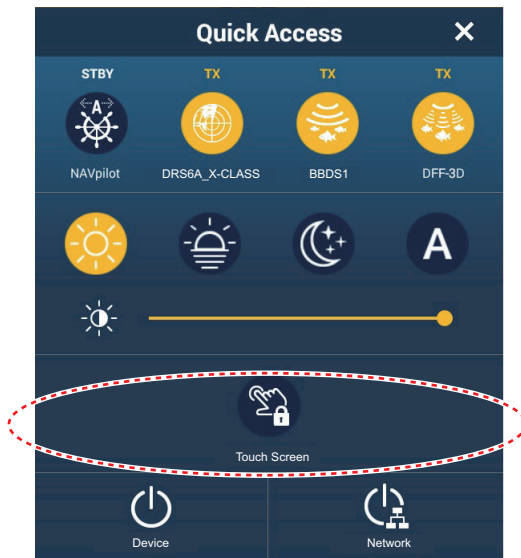 Quick Access
STBY TX TX TX
A
NAVpilot DRS6A_X-CLASS BBDS1 DFF-3D
A
Touch Screen
Device Network